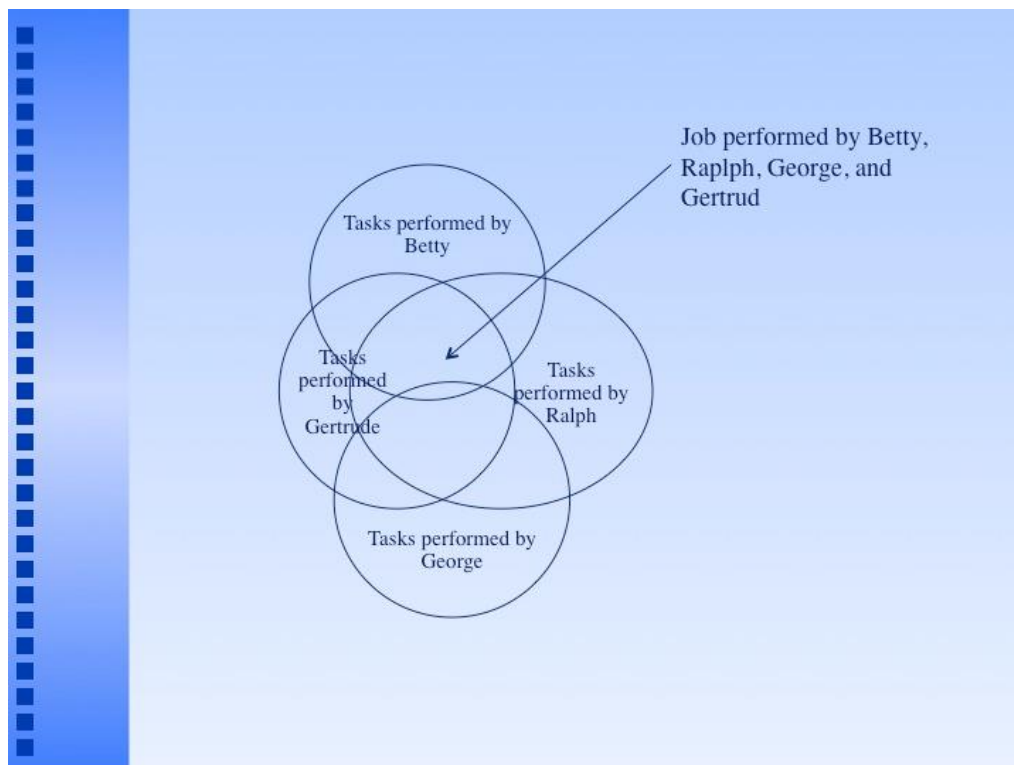 Job performed by Betty,
Raplph, George, and
Gertrud
Tasks performed by
Betty
Tasks
performed
by
Gertrude
Tasks
performed by
Ralph
Tasks performed by
George